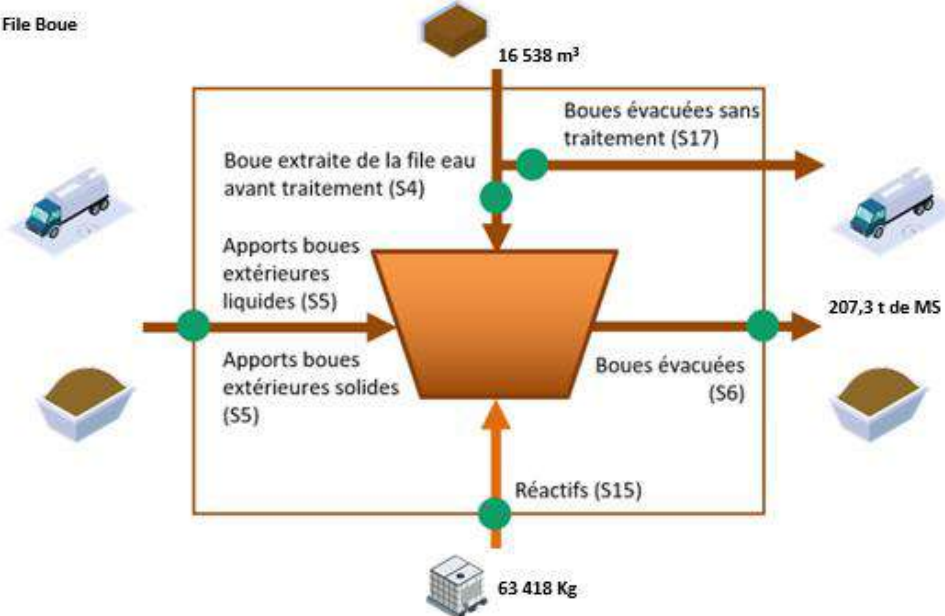 File Boue
16 538 m³
Boues évacuées sans
traitement (S17)
Boue extraite de la file eau
avant traitement (S4)
Apports boues
extérieures
liquides (S5)
207,3 t de MS
Apports boues
extérieures solides
(S5)
Boues évacuées
(S6)
Réactifs (S15)
63 418 Kg